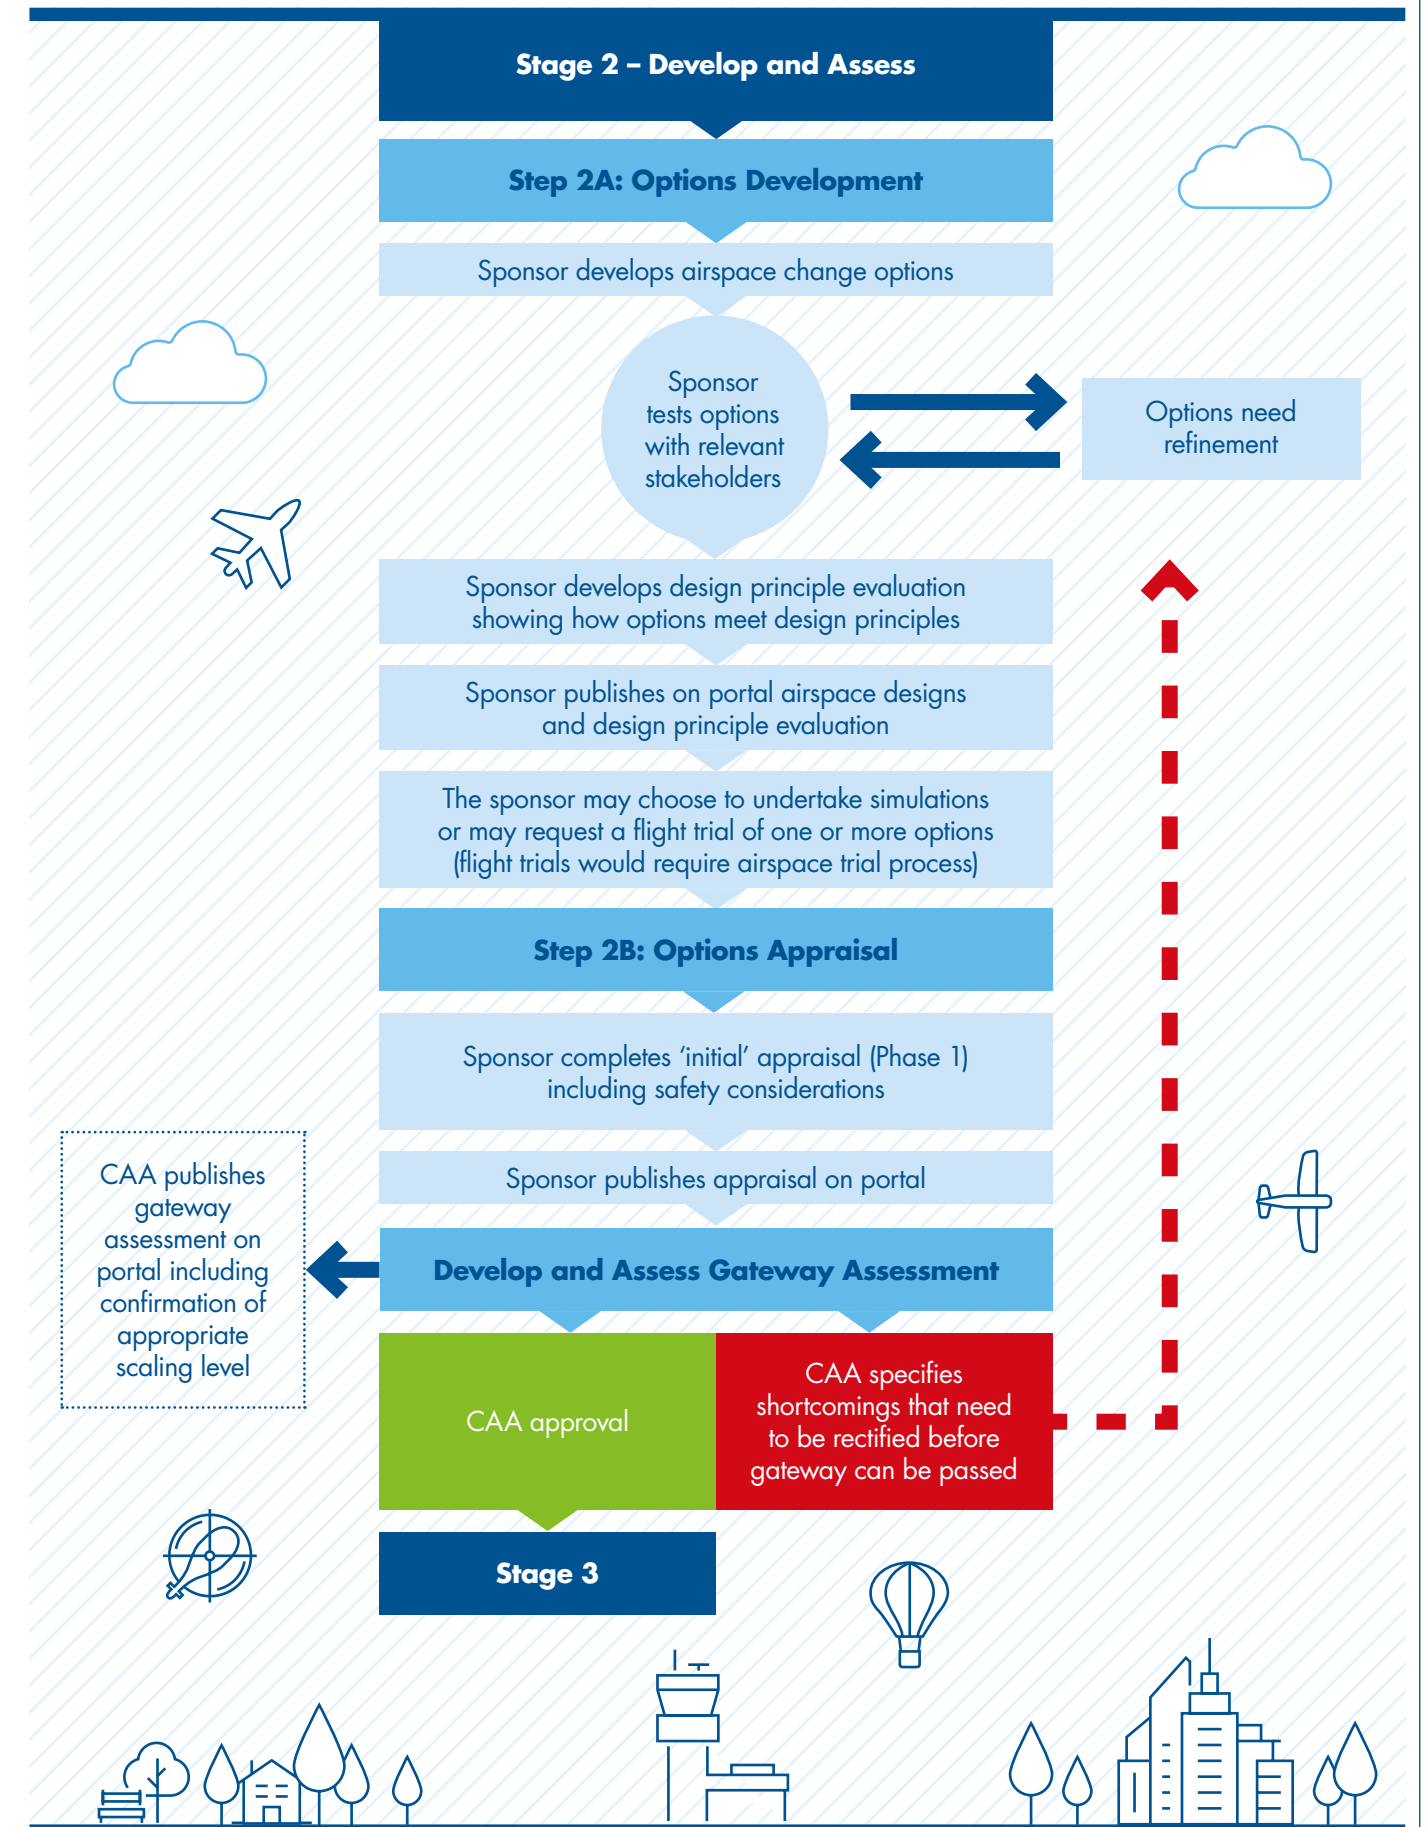 Stage 2 – Develop and Assess
Step 2A: Options Development
Sponsor develops airspace change options
Sponsor
tests options
with relevant
stakeholders
Options need
refinement
Sponsor develops design principle evaluation
showing how options meet design principles
Sponsor publishes on portal airspace designs
and design principle evaluation
The sponsor may choose to undertake simulations
or may request a flight trial of one or more options
(flight trials would require airspace trial process)
Step 2B: Options Appraisal
Sponsor completes ‘initial’ appraisal (Phase 1)
including safety considerations
Sponsor publishes appraisal on portal
Develop and Assess Gateway Assessment
CAA publishes
gateway
assessment on
portal including
confirmation of
appropriate
scaling level
CAA approval
CAA specifies
shortcomings that need
to be rectified before
gateway can be passed
Stage 3